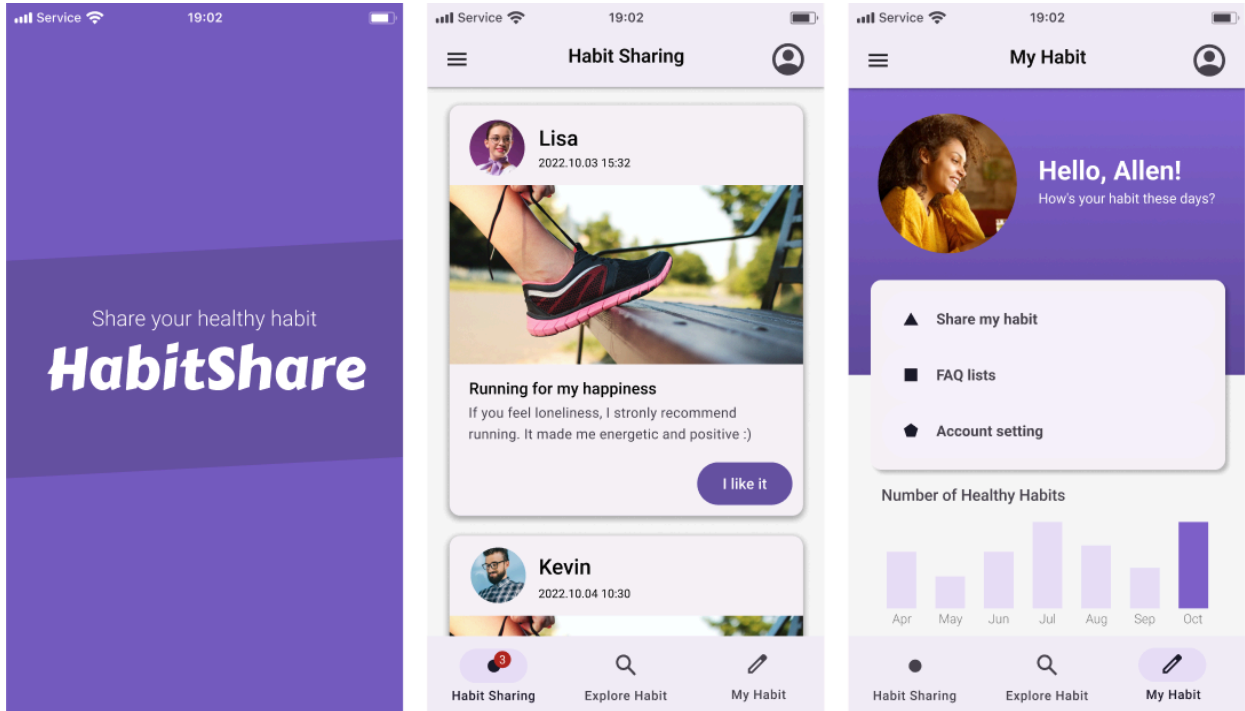 Service 19:02
Share your healthy habit
HabitShare
Service 19:02
Habit Sharing
Lisa
2022.10.03 15:32
Running for my happiness
If you feel loneliness, I stronly recommend
running. It made me energetic and positive :)
I like it
Kevin
2022.10.04 10:30
3
Habit Sharing Explore Habit My Habit
Service 19:02
My Habit
Hello, Allen!
How's your habit these days?
Share my habit
FAQ lists
Account setting
Number of Healthy Habits
Apr May Jun Jul Aug Sep Oct
Habit Sharing Explore Habit My Habit